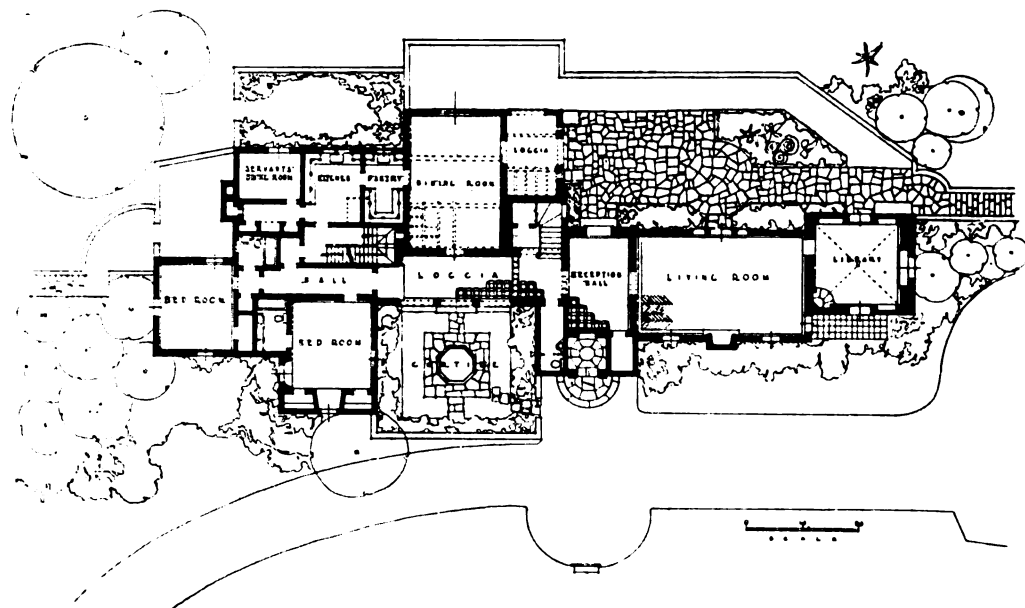 SERVANTS'
DINING ROOM
KITCHEN
PANTRY
DINING ROOM
LOGGIA
BED ROOM
HALL
LOGGIA
RECEPTION
HALL
LIVING ROOM
LIBRARY
BED ROOM
CORTILE
SCALE